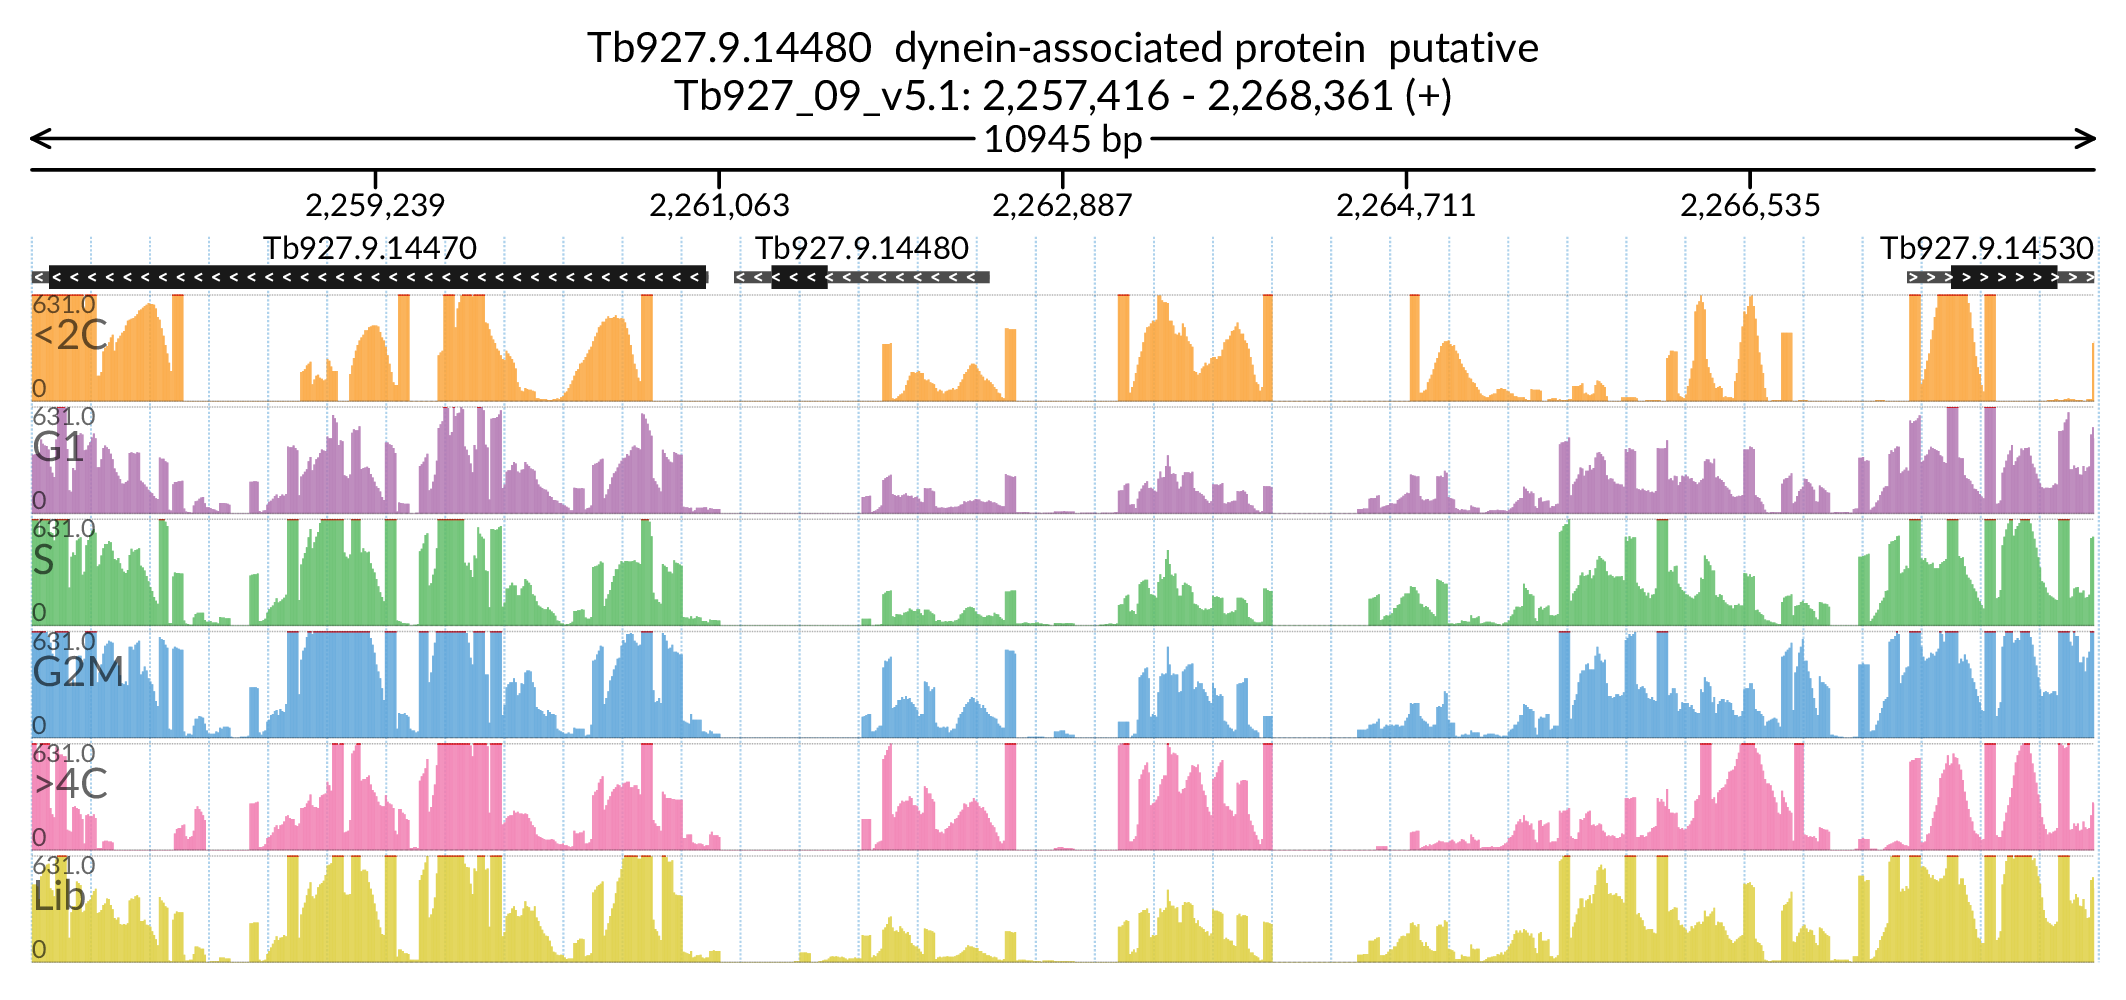 Tb927.9.14480  dynein-associated protein  putative
Tb927_09_v5.1: 2,257,416 - 2,268,361 (+)
10945 bp
2,259,239 2,261,063 2,262,887 2,264,711 2,266,535
Tb927.9.14470 Tb927.9.14480 Tb927.9.14530
631.0
<2C
0
631.0
G1
0
631.0
S
0
631.0
G2M
0
631.0
>4C
0
631.0
Lib
0